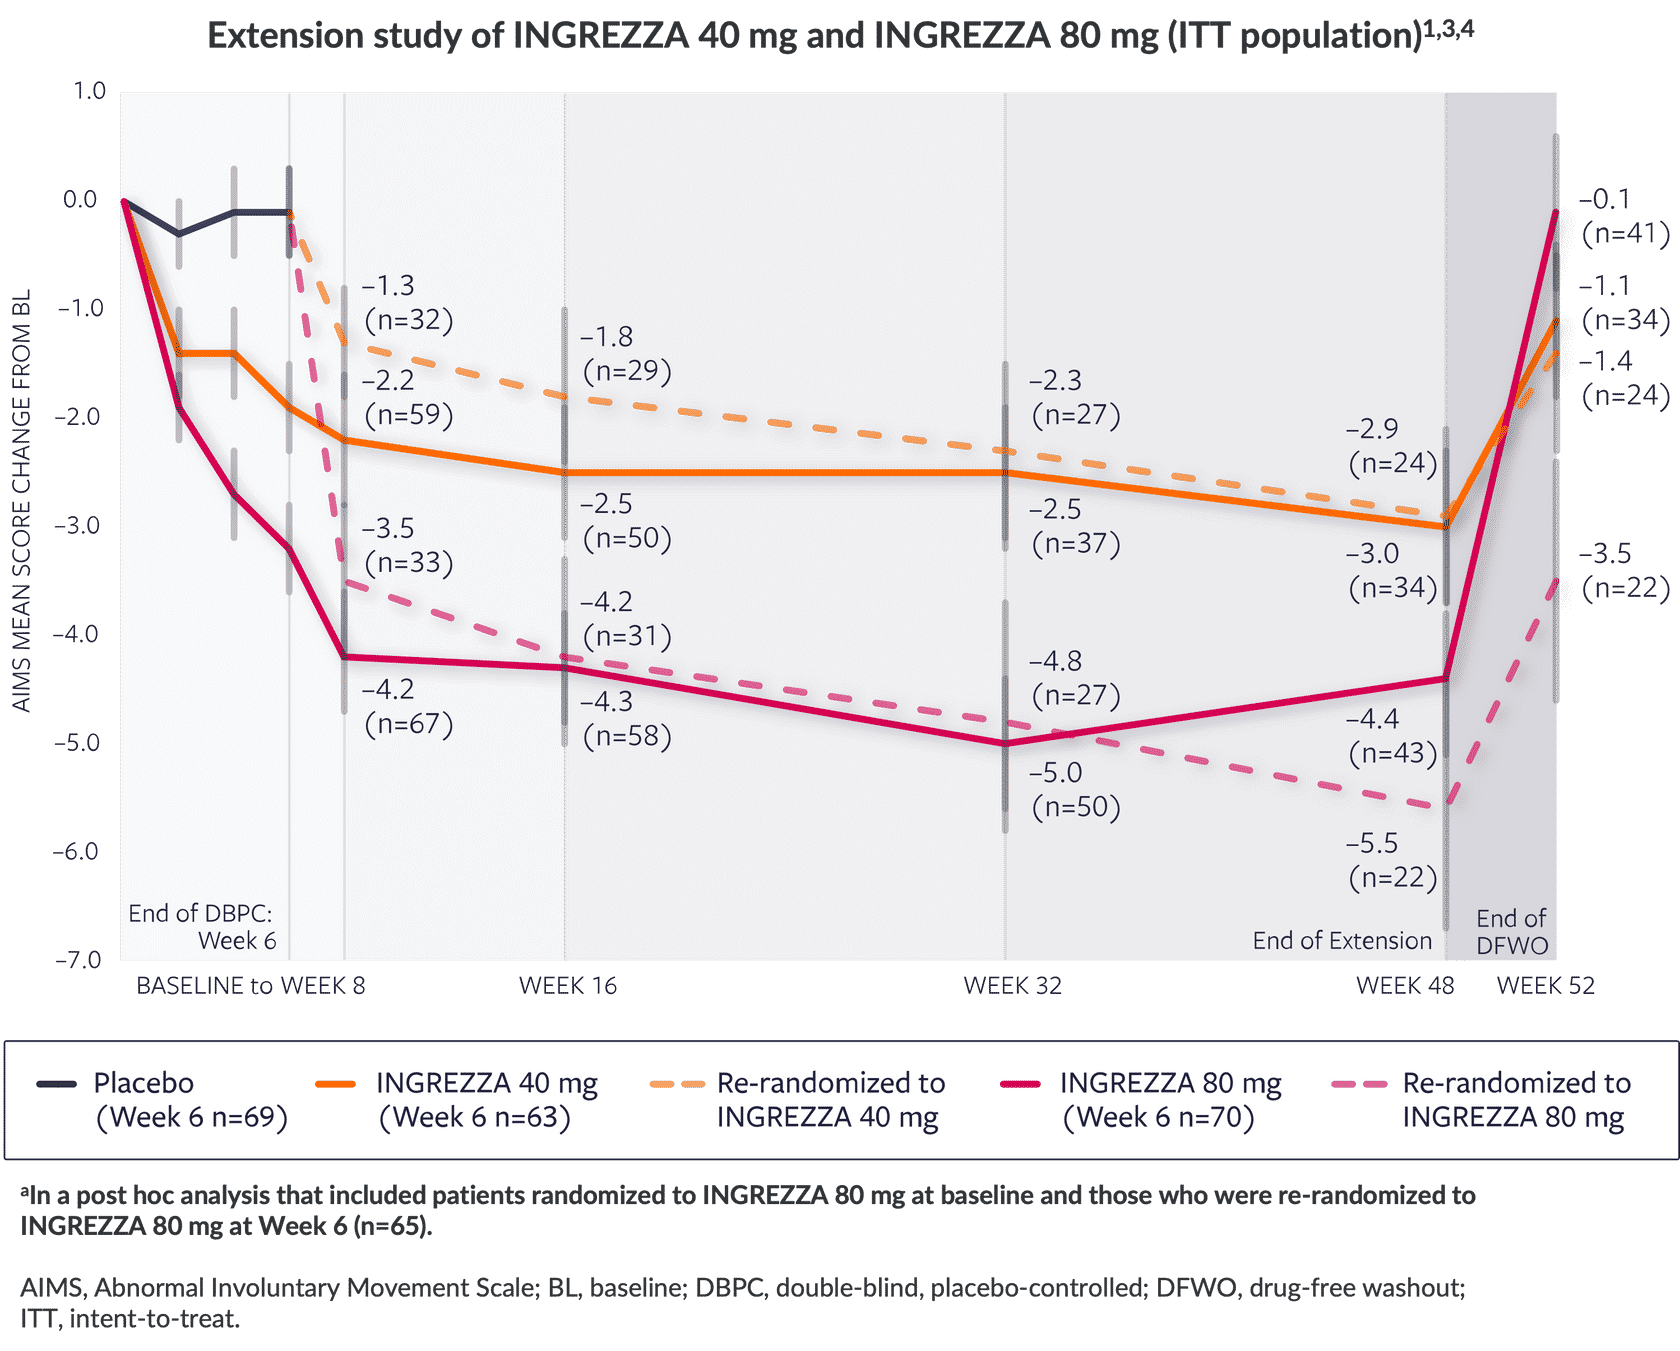 Extension study of INGREZZA 40 mg and INGREZZA 80 mg (ITT population)1,3,4
AIMS MEAN SCORE CHANGE FROM BL
1.0
0.0
–1.0
–2.0
–3.0
–4.0
–5.0
–6.0
–7.0
–1.3
(n=32)
–2.2
(n=59)
–3.5
(n=33)
–4.2
(n=67)
–1.8
(n=29)
–2.5
(n=50)
–4.2
(n=31)
–4.3
(n=58)
–2.3
(n=27)
–2.5
(n=37)
–4.8
(n=27)
–5.0
(n=50)
–2.9
(n=24)
–3.0
(n=34)
–4.4
(n=43)
–5.5
(n=22)
–0.1
(n=41)
–1.1
(n=34)
–1.4
(n=24)
–3.5
(n=22)
End of DBPC:
Week 6
End of Extension
End of
DFWO
BASELINE to WEEK 8
WEEK 16
WEEK 32
WEEK 48
WEEK 52
Placebo
(Week 6 n=69)
INGREZZA 40 mg
(Week 6 n=63)
Re-randomized to
INGREZZA 40 mg
INGREZZA 80 mg
(Week 6 n=70)
Re-randomized to
INGREZZA 80 mg
aIn a post hoc analysis that included patients randomized to INGREZZA 80 mg at baseline and those who were re-randomized to
INGREZZA 80 mg at Week 6 (n=65).
AIMS, Abnormal Involuntary Movement Scale; BL, baseline; DBPC, double-blind, placebo-controlled; DFWO, drug-free washout;
ITT, intent-to-treat.